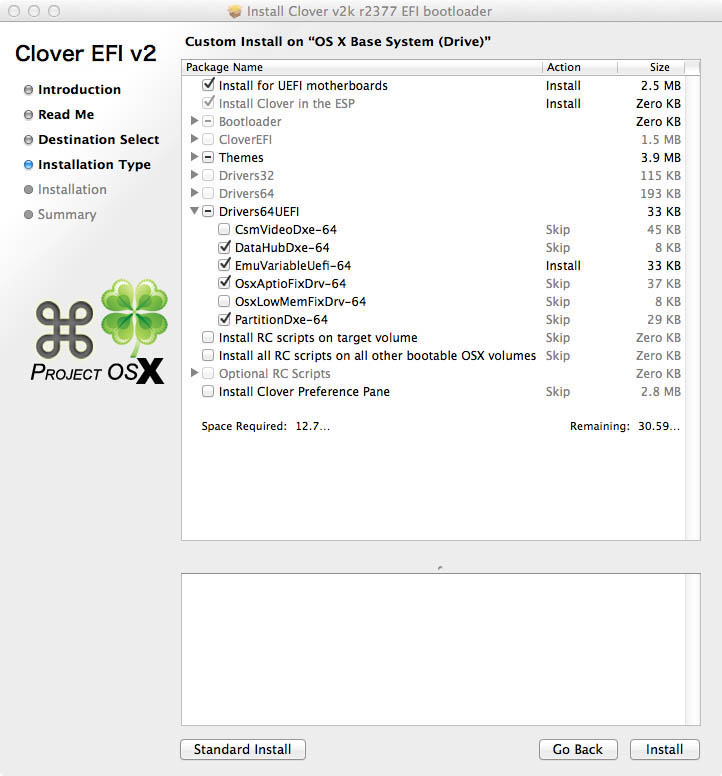 Install Clover v2k r2377 EFI bootloader
Clover EFI v2
Introduction
Read Me
Destination Select
Installation Type
Installation
Summary
PROJECT OSX
Custom Install on “OS X Base System (Drive)”
Package Name Action Size
Install for UEFI motherboards Install 2.5 MB
Install Clover in the ESP Install Zero KB
Bootloader Zero KB
CloverEFI 1.5 MB
Themes 3.9 MB
Drivers32 115 KB
Drivers64 193 KB
Drivers64UEFI 33 KB
CsmVideoDxe-64 Skip 45 KB
DataHubDxe-64 Skip 8 KB
EmuVariableUefi-64 Install 33 KB
OsxAptioFixDrv-64 Skip 37 KB
OsxLowMemFixDrv-64 Skip 8 KB
PartitionDxe-64 Skip 29 KB
Install RC scripts on target volume Skip Zero KB
Install all RC scripts on all other bootable OSX volumes Skip Zero KB
Optional RC Scripts Zero KB
Install Clover Preference Pane Skip 2.8 MB
Space Required: 12.7... Remaining: 30.59...
Standard Install Go Back Install